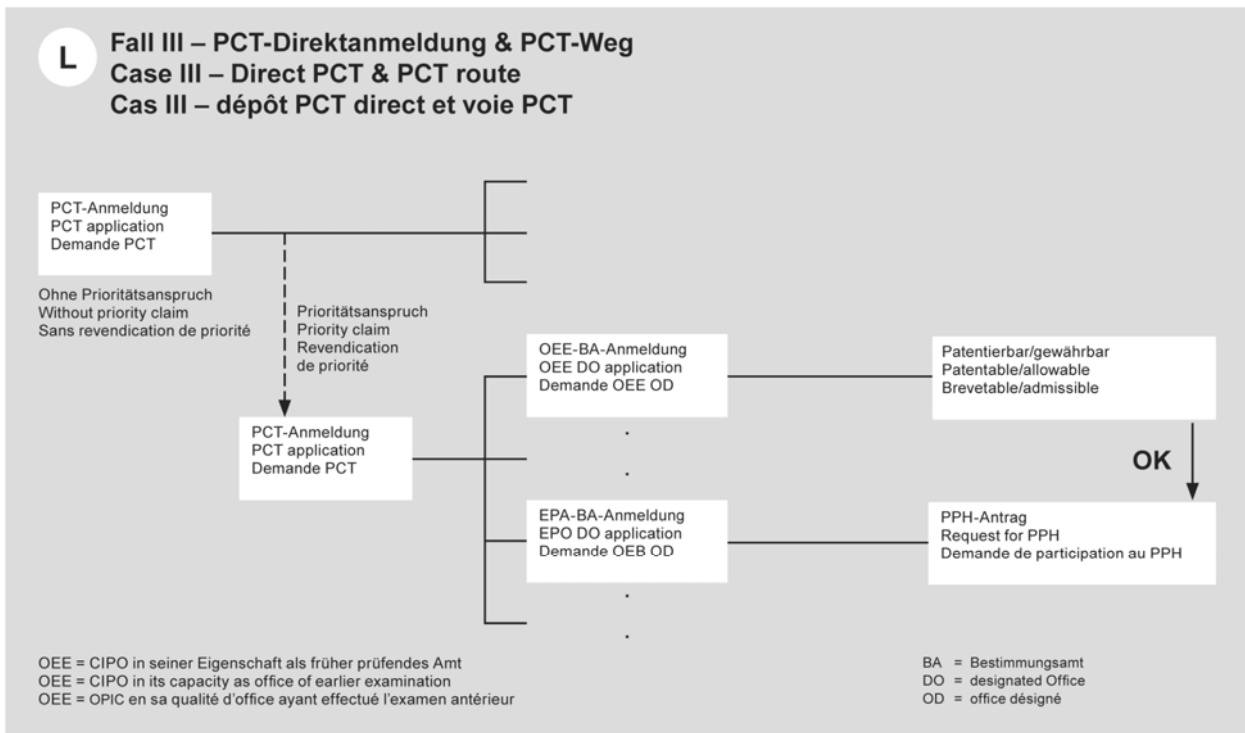 L
Fall III – PCT-Direktanmeldung & PCT-Weg
Case III – Direct PCT & PCT route
Cas III – dépôt PCT direct et voie PCT
PCT-Anmeldung
PCT application
Demande PCT
Ohne Prioritätsanspruch
Without priority claim
Sans revendication de priorité
Prioritätsanspruch
Priority claim
Revendication
de priorité
OEE-BA-Anmeldung
OEE DO application
Demande OEE OD
Patentierbar/gewährbar
Patentable/allowable
Brevetable/admissible
PCT-Anmeldung
PCT application
Demande PCT
OK
EPA-BA-Anmeldung
EPO DO application
Demande OEB OD
PPH-Antrag
Request for PPH
Demande de participation au PPH
OEE = CIPO in seiner Eigenschaft als früher prüfendes Amt
OEE = CIPO in its capacity as office of earlier examination
OEE = OPIC en sa qualité d'office ayant effectué l'examen antérieur
BA = Bestimmungsamt
DO = designated Office
OD = office désigné